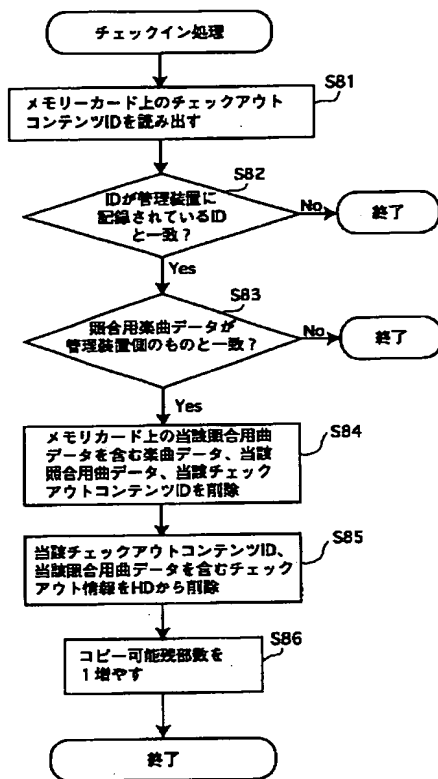 チェックイン処理
S81
メモリーカード上のチェックアウト
コンテンツIDを読み出す
S82
IDが管理装置に
記録されているID
と一致？
No
終了
Yes
S83
照合用楽曲データが
管理装置側のものと一致？
No
終了
Yes
S84
メモリカード上の当該照合用曲
データを含む楽曲データ、当該
照合用曲データ、当該チェック
アウトコンテンツIDを削除
S85
当該チェックアウトコンテンツID、
当該照合用曲データを含むチェック
アウト情報をHDから削除
S86
コピー可能残部数を
1増やす
終了